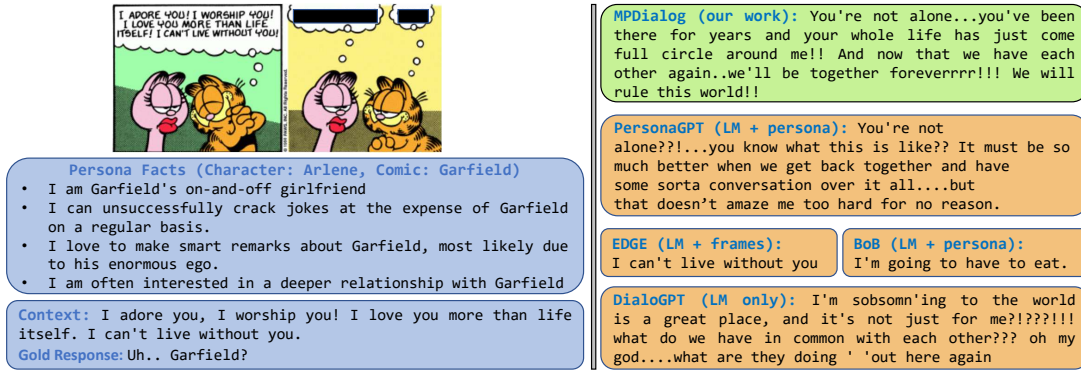 I ADORE YOU! I WORSHIP YOU!
I LOVE YOU MORE THAN LIFE
ITSELF! I CAN'T LIVE WITHOUT YOU!
Persona Facts (Character: Arlene, Comic: Garfield)
• I am Garfield's on-and-off girlfriend
• I can unsuccessfully crack jokes at the expense of Garfield
on a regular basis.
• I love to make smart remarks about Garfield, most likely due
to his enormous ego.
• I am often interested in a deeper relationship with Garfield
Context: I adore you, I worship you! I love you more than life
itself. I can't live without you.
Gold Response: Uh.. Garfield?
MPDialog (our work): You're not alone...you've been
there for years and your whole life has just come
full circle around me!! And now that we have each
other again..we'll be together foreverrrr!!! We will
rule this world!!
PersonaGPT (LM + persona): You're not
alone??!...you know what this is like?? It must be so
much better when we get back together and have
some sorta conversation over it all....but
that doesn’t amaze me too hard for no reason.
EDGE (LM + frames):
I can't live without you
BoB (LM + persona):
I'm going to have to eat.
DialoGPT (LM only): I'm sobsomn'ing to the world
is a great place, and it's not just for me?!???!!!
what do we have in common with each other??? oh my
god....what are they doing ' 'out here again